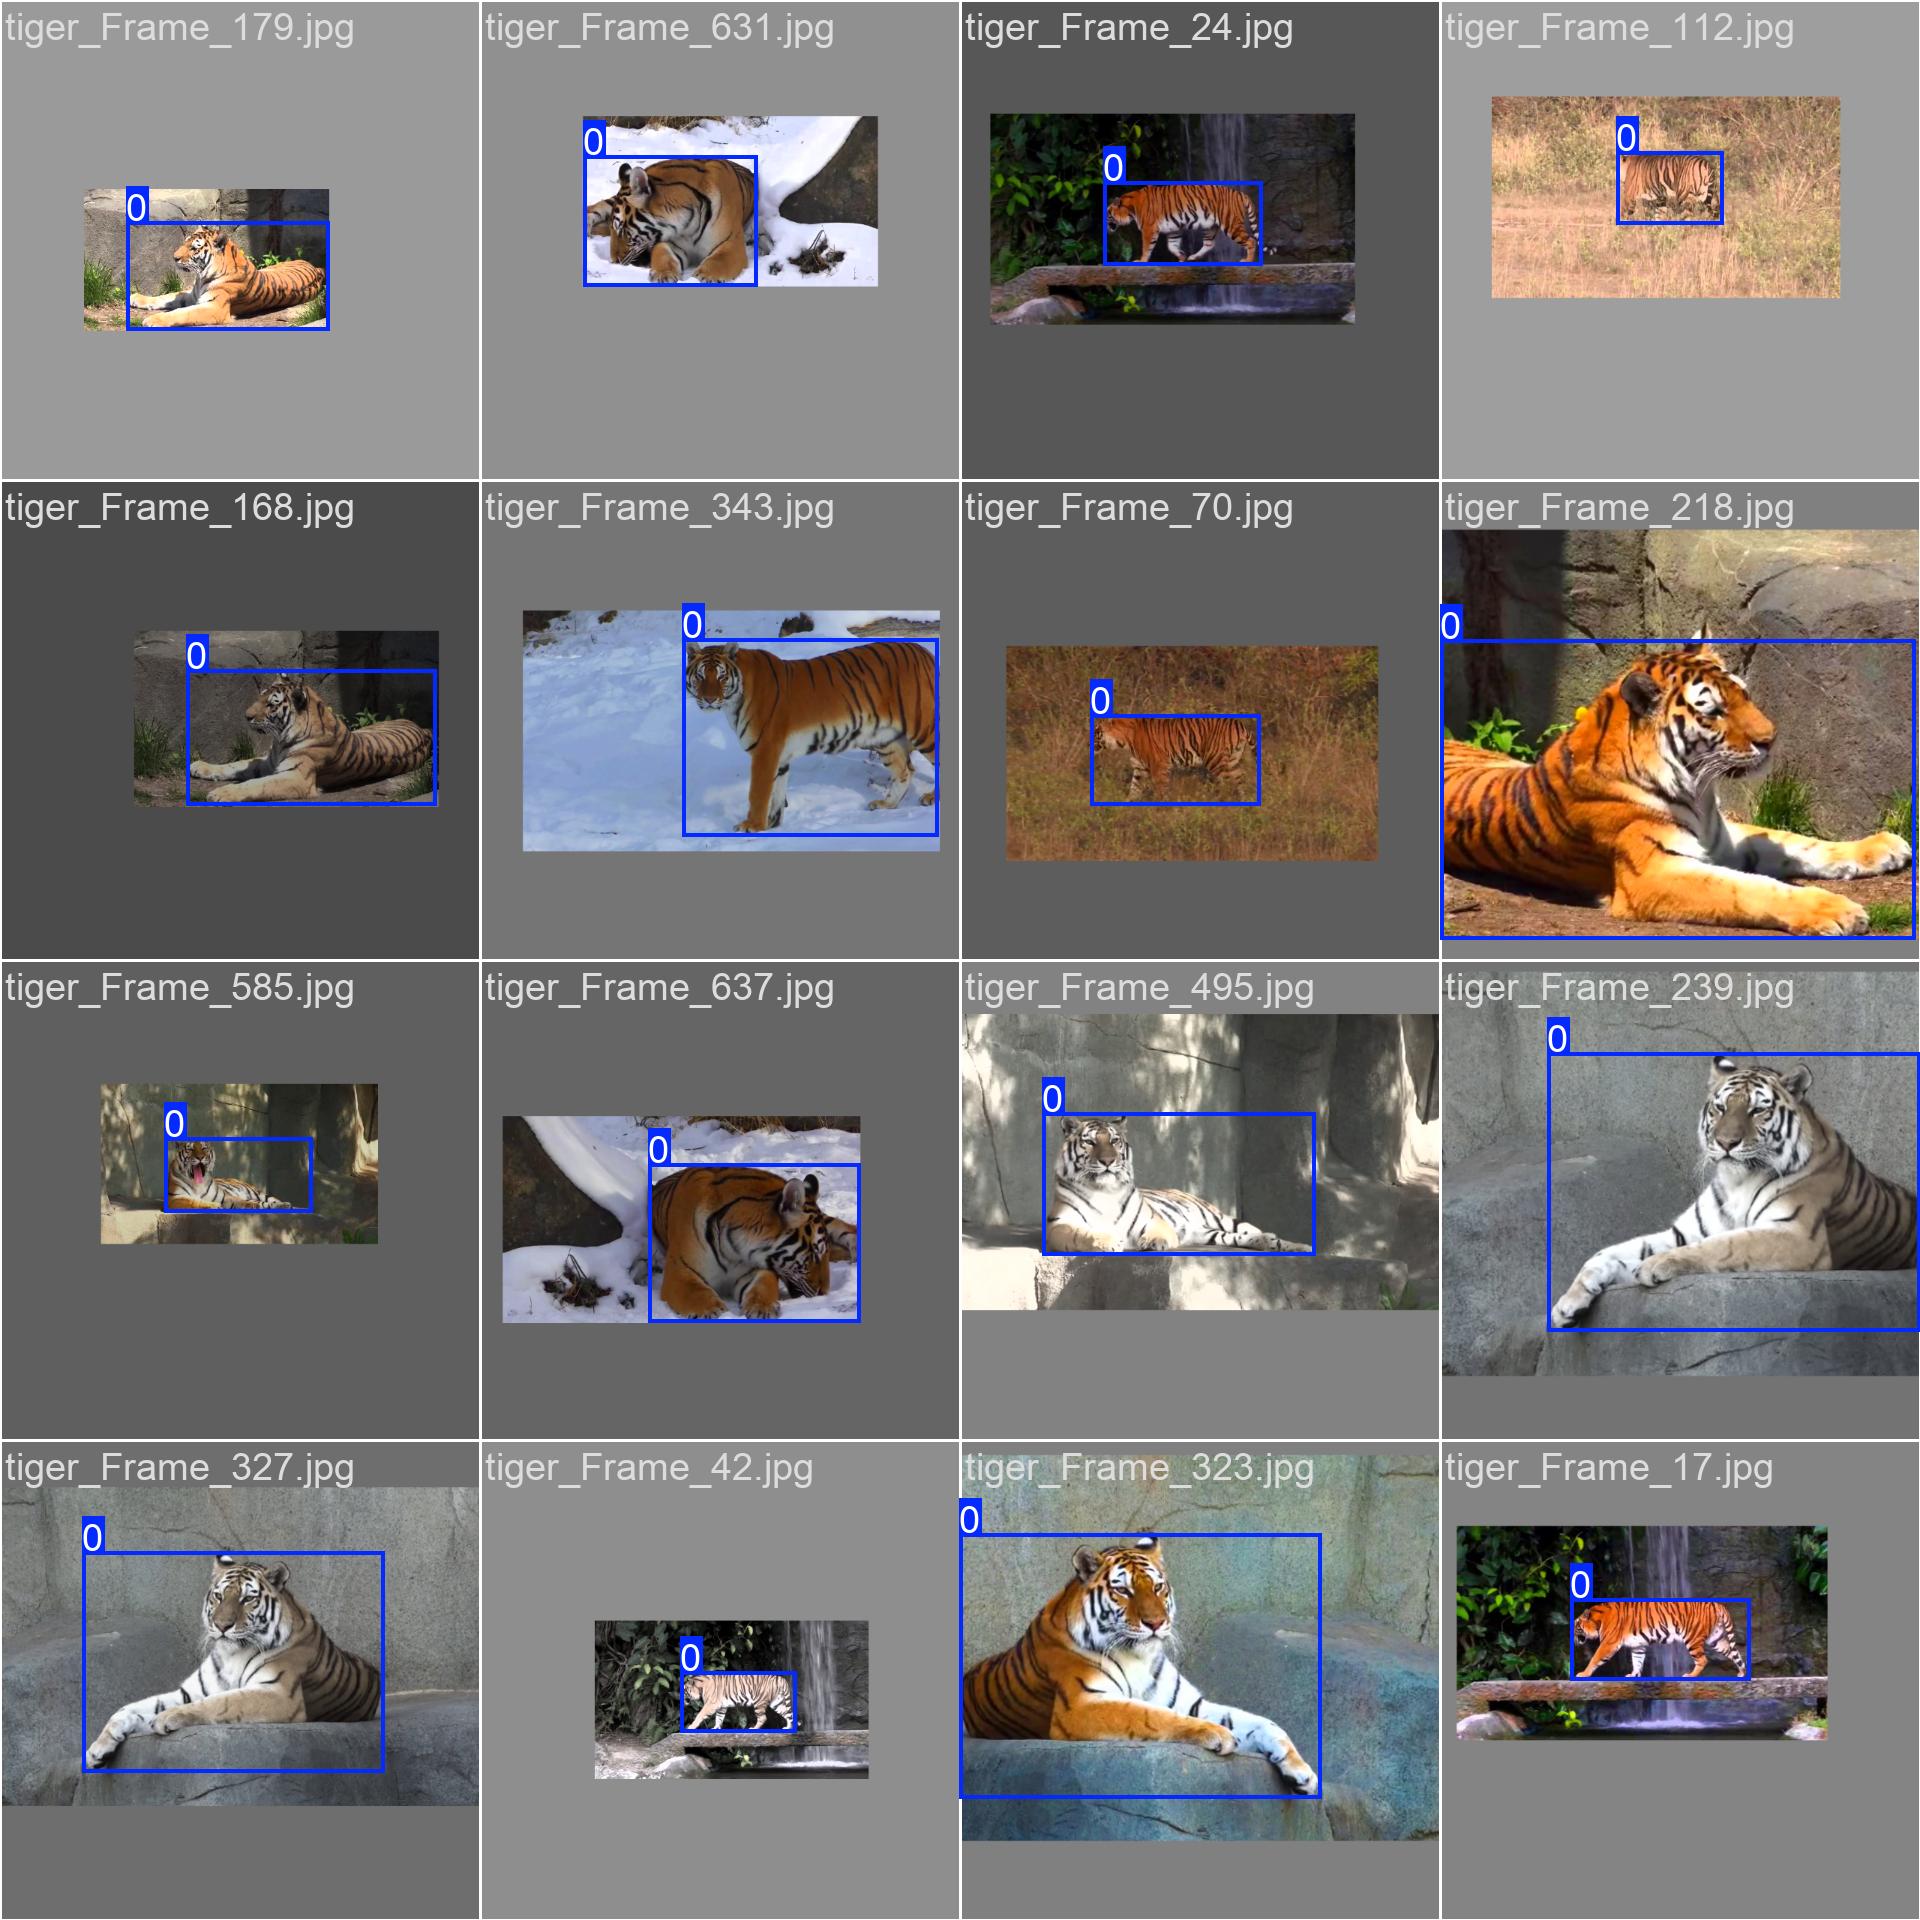 tiger_Frame_179.jpg
tiger_Frame_631.jpg
tiger_Frame_24.jpg
tiger_Frame_112.jpg
0
0
0
0
tiger_Frame_168.jpg
tiger_Frame_343.jpg
tiger_Frame_70.jpg
tiger_Frame_218.jpg
0
0
0
0
tiger_Frame_585.jpg
tiger_Frame_637.jpg
tiger_Frame_495.jpg
tiger_Frame_239.jpg
0
0
0
0
tiger_Frame_327.jpg
tiger_Frame_42.jpg
tiger_Frame_323.jpg
tiger_Frame_17.jpg
0
0
0
0